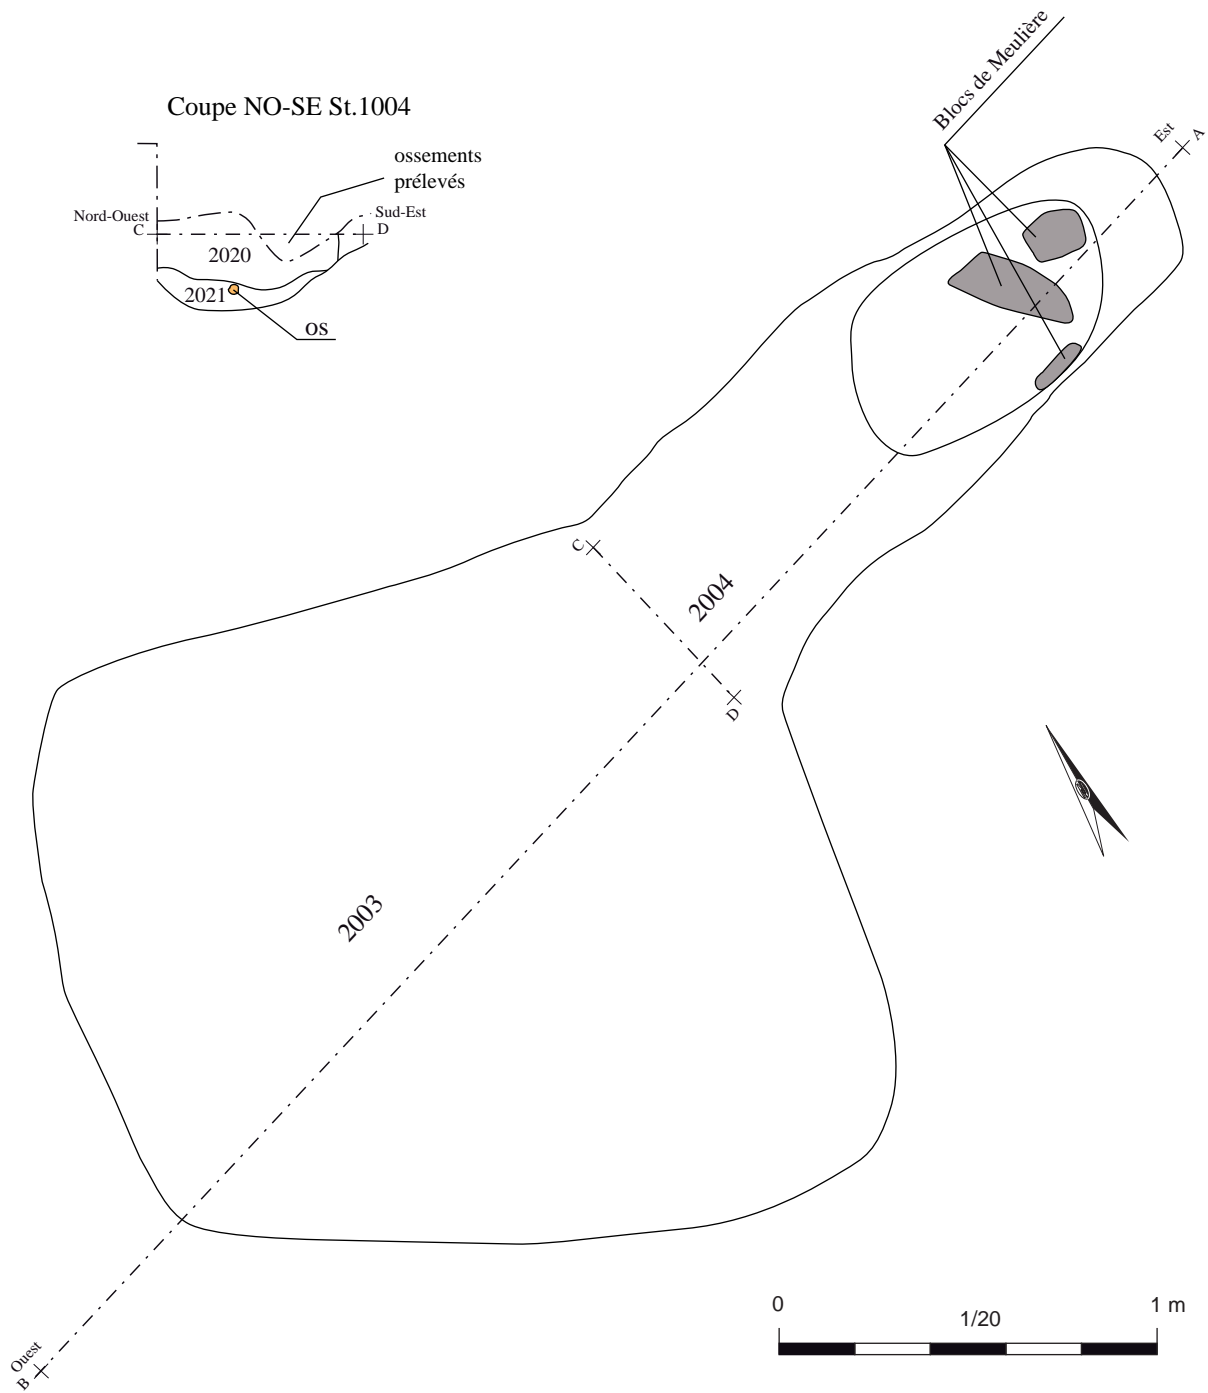 Coupe NO-SE St.1004
ossements
prélevés
Nord-Ouest
Sud-Est
C
D
2020
2021
os
Blocs de Meulière
Est
A
C
2004
D
2003
Ouest
B
0
1/20
1 m